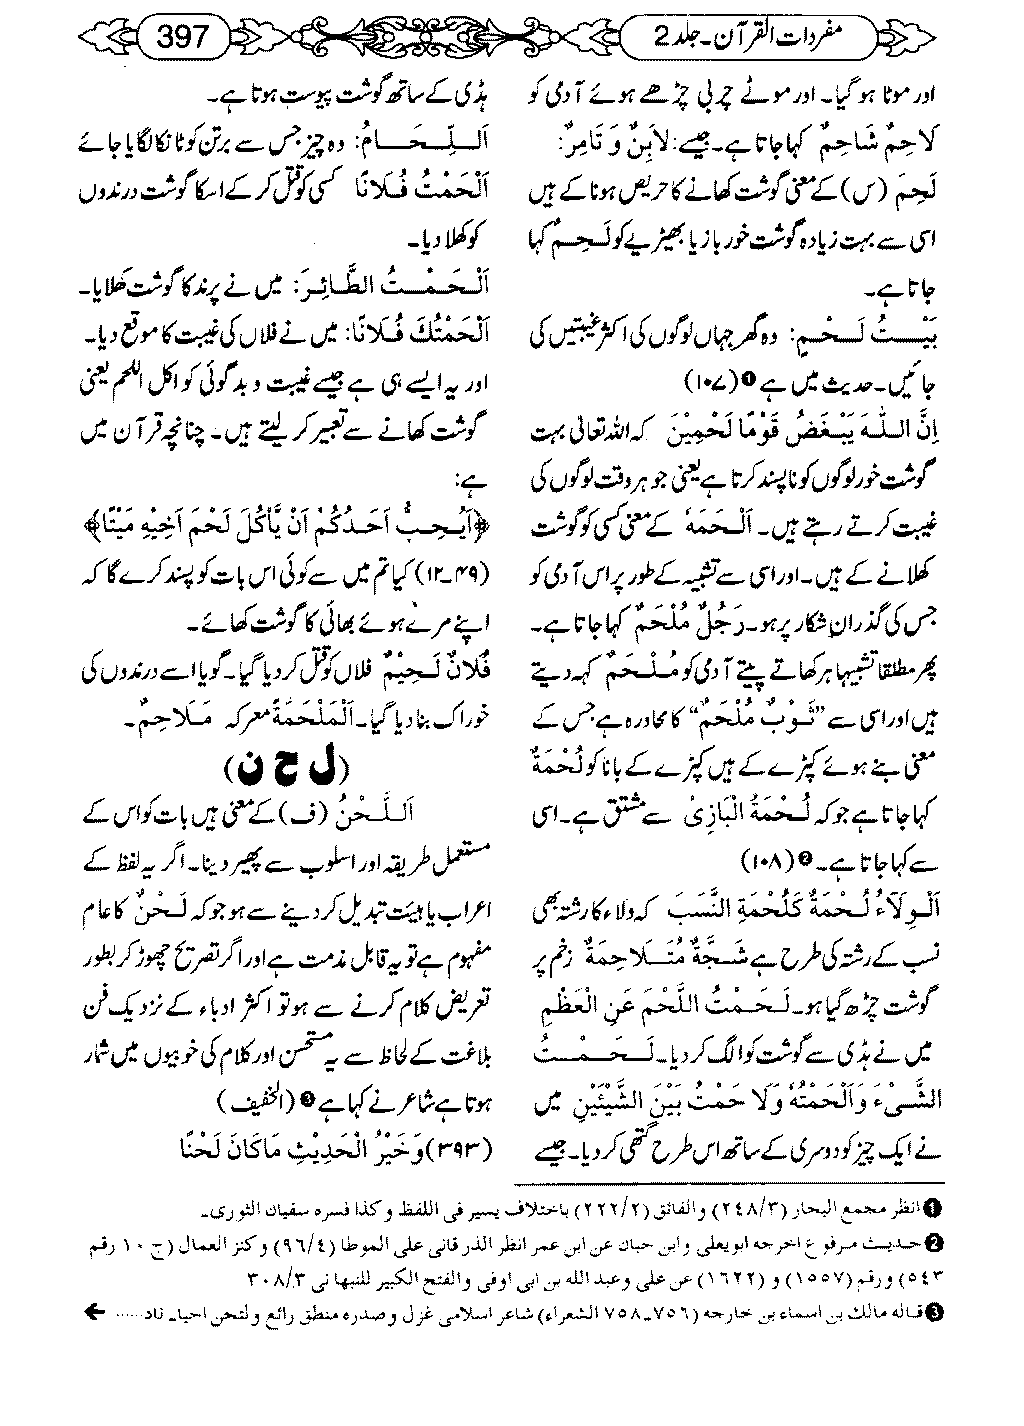 مفردات القرآن۔ جلد 2
397
اور موٹا ہوگیا۔ اور موٹے چربی چڑھے ہوئے آدمی کو
لَاحِمٌ شَاحِمٌ کہا جاتا ہے۔ جیسے: لَابِنٌ وَ تَامِرٌ:
لَحِمَ (س) کے معنی گوشت کھانے کا حریص ہونا کے ہیں
اسی سے بہت زیادہ گوشت خور باز یا بھیڑیے کو لَحِمٌ کہا
جاتا ہے۔
بَیْتُ لَحْمٍ: وہ گھر جہاں لوگوں کی اکثر غیبتیں کی
جائیں۔ حدیث میں ہے ❶ (۱۰۷)
اِنَّ اللّٰہَ یَبْغَضُ قَوْمًا لَحْمِیْنَ کہ اللہ تعالیٰ بہت
گوشت خور لوگوں کو ناپسند کرتا ہے یعنی جو ہر وقت لوگوں کی
غیبت کرتے رہتے ہیں۔ اَلْحَمَہٗ کے معنی کسی کو گوشت
کھلانے کے ہیں۔ اور اسی سے تشبیہ کے طور پر اس آدمی کو
جس کی گذران شکار پر ہو۔ رَجُلٌ مُلْحَمٌ کہا جاتا ہے۔
پھر مطلقا تشبیہا ہر کھاتے پیتے آدمی کو مُلْحَمٌ کہہ دیتے
ہیں اور اسی سے ”ثَوْبٌ مُلْحَمٌ“ کا محاورہ ہے جس کے
معنی بنے ہوئے کپڑے کے ہیں کپڑے کے بانا کو لُحْمَۃٌ
کہا جاتا ہے جو کہ لُحْمَۃُ الْبَازِیْ سے مشتق ہے۔ اسی
سے کہا جاتا ہے۔ ❷ (۱۰۸)
اَلْوِلَآءُ لُحْمَۃٌ کَلُحْمَۃِ النَّسَبَ کہ ولاء کا رشتہ بھی
نسب کے رشتہ کی طرح ہے شَجَّۃٌ مُتَلَاحِمَۃٌ زخم پر
گوشت چڑھ گیا ہو۔ لَحَمْتُ اللَّحْمَ عَنِ الْعَظْمِ
میں نے ہڈی سے گوشت کو الگ کر دیا۔ لَحَمْتُ
الشَّیْءَ وَاَلْحَمْتُہٗ وَلَا حَمْتُ بَیْنَ الشَّیْئَیْنِ میں
نے ایک چیز کو دوسری کے ساتھ اس طرح گتھی کر دیا۔ جیسے
ہڈی کے ساتھ گوشت پیوست ہوتا ہے۔
اَللِّحَامُ: وہ چیز جس سے برتن کو ٹانکا لگایا جائے
اَلْحَمْتُ فُلَانًا کسی کو قتل کر کے اسکا گوشت درندوں
کو کھلا دیا۔
اَلْحَمْتُ الطَّائِرَ: میں نے پرند کا گوشت کھلایا۔
اَلْحَمْتُكَ فُلَانًا: میں نے فلاں کی غیبت کا موقع دیا۔
اور یہ ایسے ہی ہے جیسے غیبت و بدگوئی کو اکل اللحم یعنی
گوشت کھانے سے تعبیر کر لیتے ہیں۔ چنانچہ قرآن میں
ہے:
﴿اَیُحِبُّ اَحَدُکُمْ اَنْ یَّاْکُلَ لَحْمَ اَخِیْہِ مَیْتًا﴾
(۴۹۔۱۲) کیا تم میں سے کوئی اس بات کو پسند کرے گا کہ
اپنے مرے ہوئے بھائی کا گوشت کھائے۔
فُلَانٌ لَحِیْمٌ فلاں کو قتل کر دیا گیا۔ گویا اسے درندوں کی
خوراک بنا دیا گیا۔ اَلْمَلْحَمَۃُ معرکہ مَلَاحِمُ۔
(ل ح ن)
اَللَّحْنُ (ف) کے معنی ہیں بات کو اس کے
مستعمل طریقہ اور اسلوب سے پھیر دینا۔ اگر یہ لفظ کے
اعراب یا ہیئت تبدیل کر دینے سے ہو جو کہ لَحْنٌ کا عام
مفہوم ہے تو یہ قابل مذمت ہے اور اگر تصریح چھوڑ کر بطور
تعریض کلام کرنے سے ہو تو اکثر ادباء کے نزدیک فن
بلاغت کے لحاظ سے یہ مستحسن اور کلام کی خوبیوں میں شمار
ہوتا ہے شاعر نے کہا ہے ❸ (الخفیف)
(۳۹۳) وَخَیْرُ الْحَدِیْثِ مَاکَانَ لَحْنًا
❶ انظر مجمع البحار (۲۴۸/۳) والفائق (۲۲۲/۲) باختلاف یسیر فی اللفظ و کذا فسرہ سفیان الثوری۔
❷ حدیث مرفوع اخرجه ابویعلی وابن حبان عن ابن عمر انظر الذرقانی علی الموطا (۹۶/٤) و کنز العمال (ج ۱۰ رقم
۵٤۳) و رقم (۱۵۵۷) و (۱٦۲۲) عن علی وعبد الله بن ابی اوفی والفتح الکبیر للنبهانی ۳۰۸/۳
❸ قاله مالك بن اسماء بن خارجه (۷۵٦۔۷۵۸ الشعراء) شاعر اسلامی غزل و صدره منطق رائع ولتحن احیاء ناد...... ←